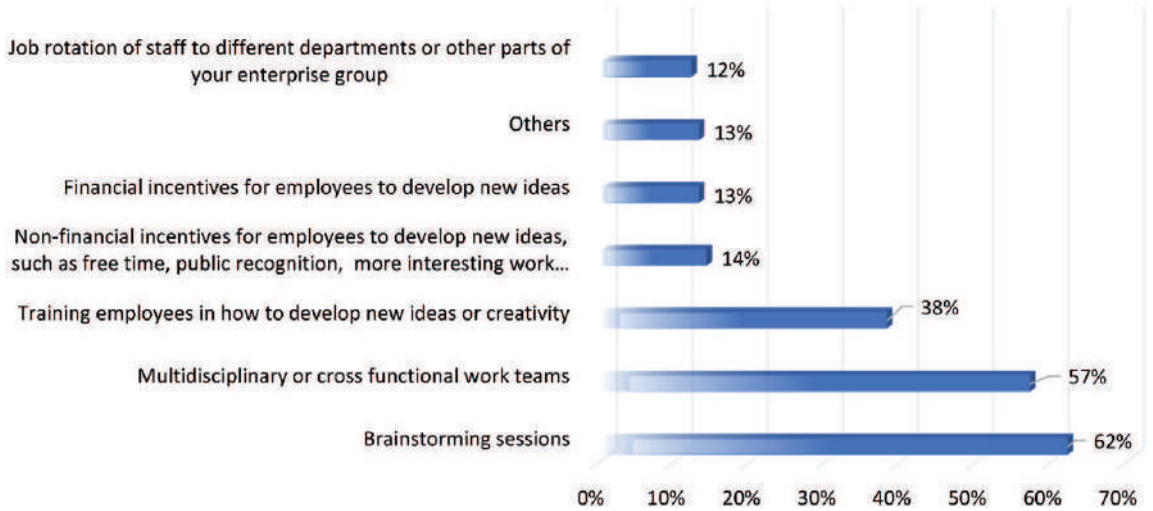 Job rotation of staff to different departments or other parts of
your enterprise group
12%
Others
13%
Financial incentives for employees to develop new ideas
13%
Non-financial incentives for employees to develop new ideas,
such as free time, public recognition, more interesting work...
14%
Training employees in how to develop new ideas or creativity
38%
Multidisciplinary or cross functional work teams
57%
Brainstorming sessions
62%
0% 10% 20% 30% 40% 50% 60% 70%